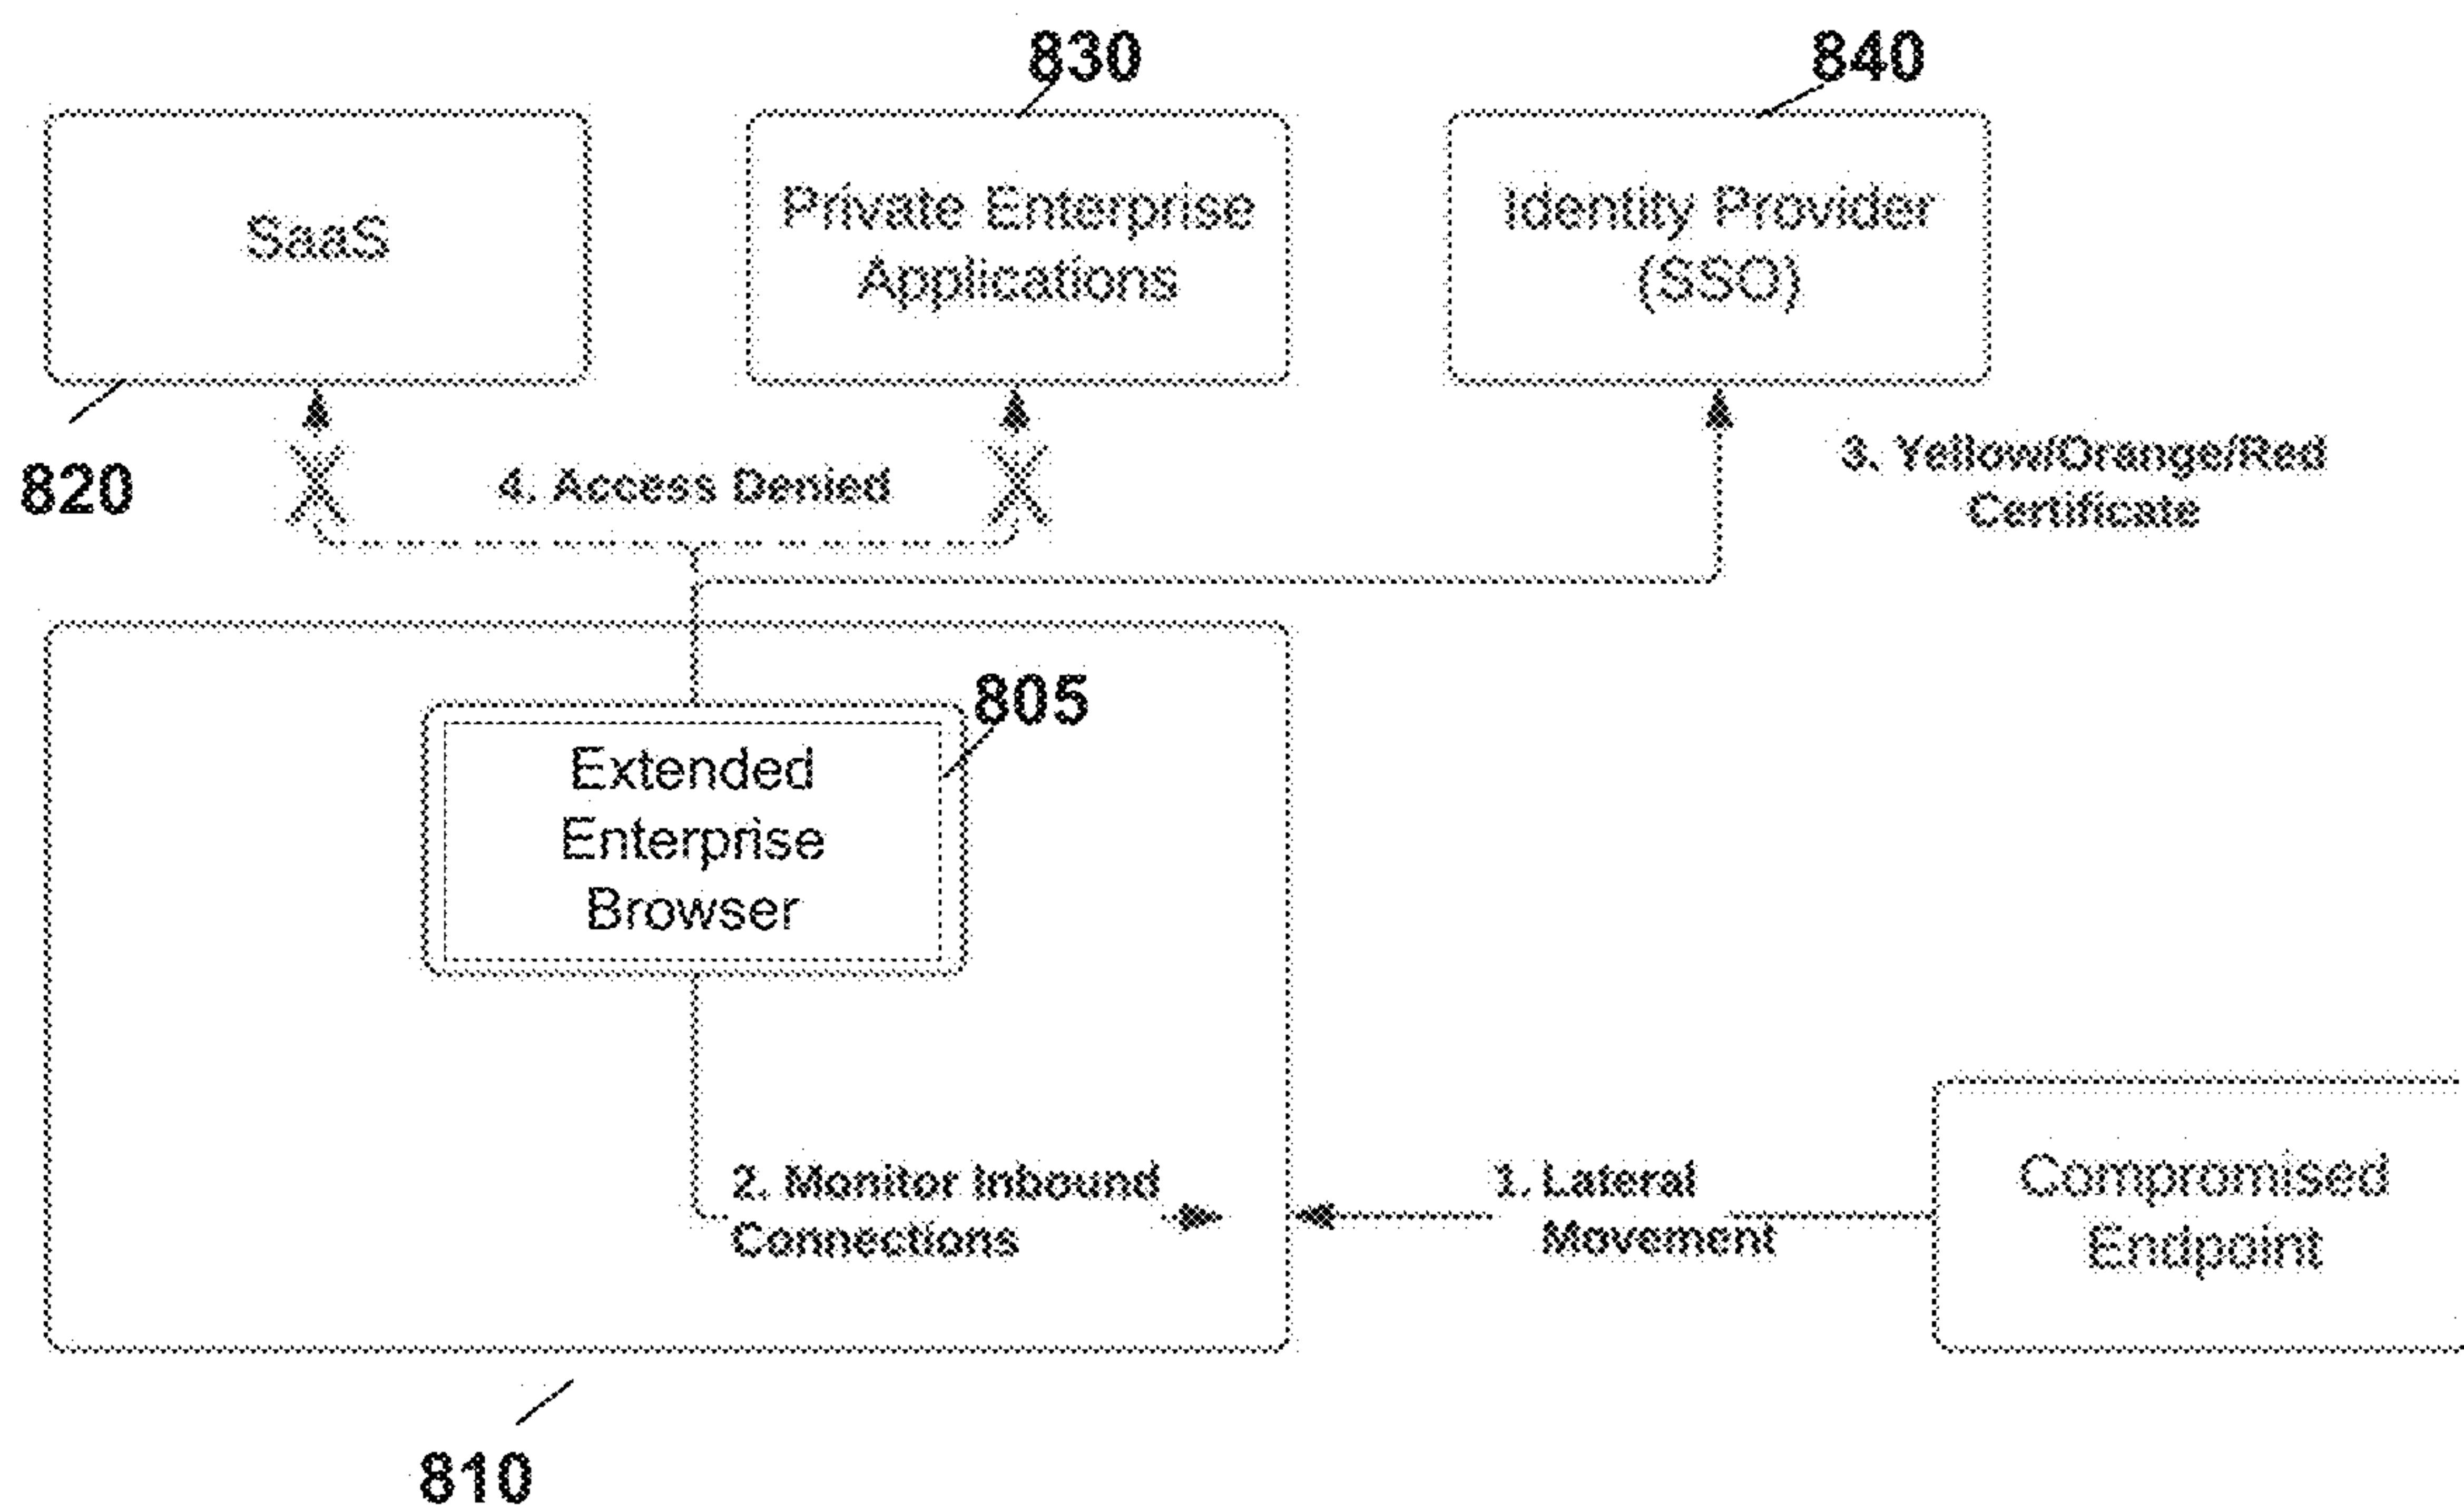 830
840
SaaS
Private Enterprise
Applications
Identity Provider
(SSO)
820
4. Access Denied
3. Yellow/Orange/Red
Certificate
805
Extended
Enterprise
Browser
2. Monitor Inbound
Connections
1. Lateral
Movement
Compromised
Endpoint
810